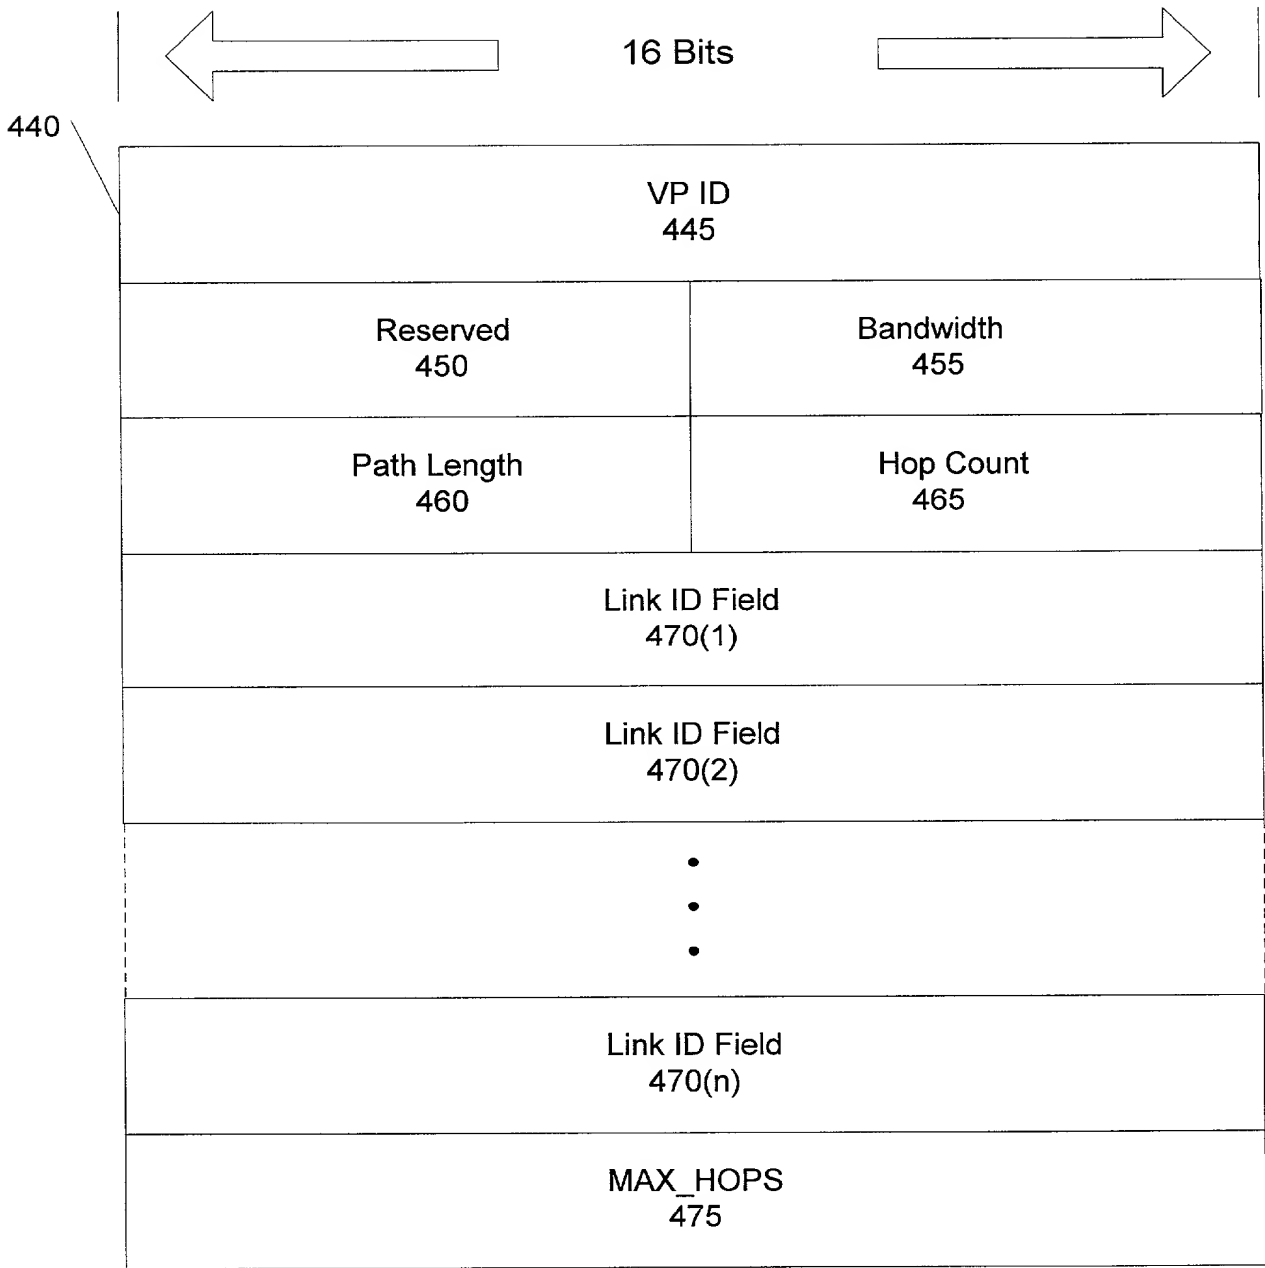 16 Bits
440
VP ID
445
Reserved
450
Bandwidth
455
Path Length
460
Hop Count
465
Link ID Field
470(1)
Link ID Field
470(2)
Link ID Field
470(n)
MAX_HOPS
475